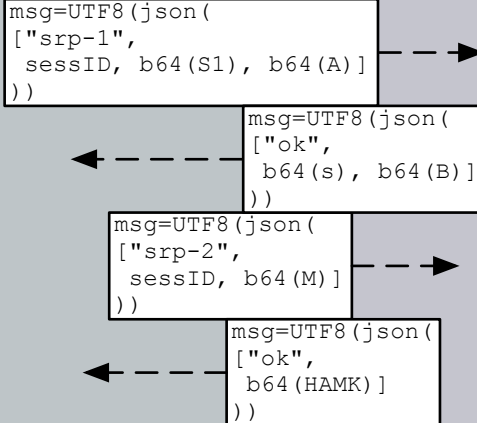 msg=UTF8(json(
["srp-1",
sessID, b64(S1), b64(A)]
))
msg=UTF8(json(
["ok",
b64(s), b64(B)]
))
msg=UTF8(json(
["srp-2",
sessID, b64(M)]
))
msg=UTF8(json(
["ok",
b64(HAMK)]
))